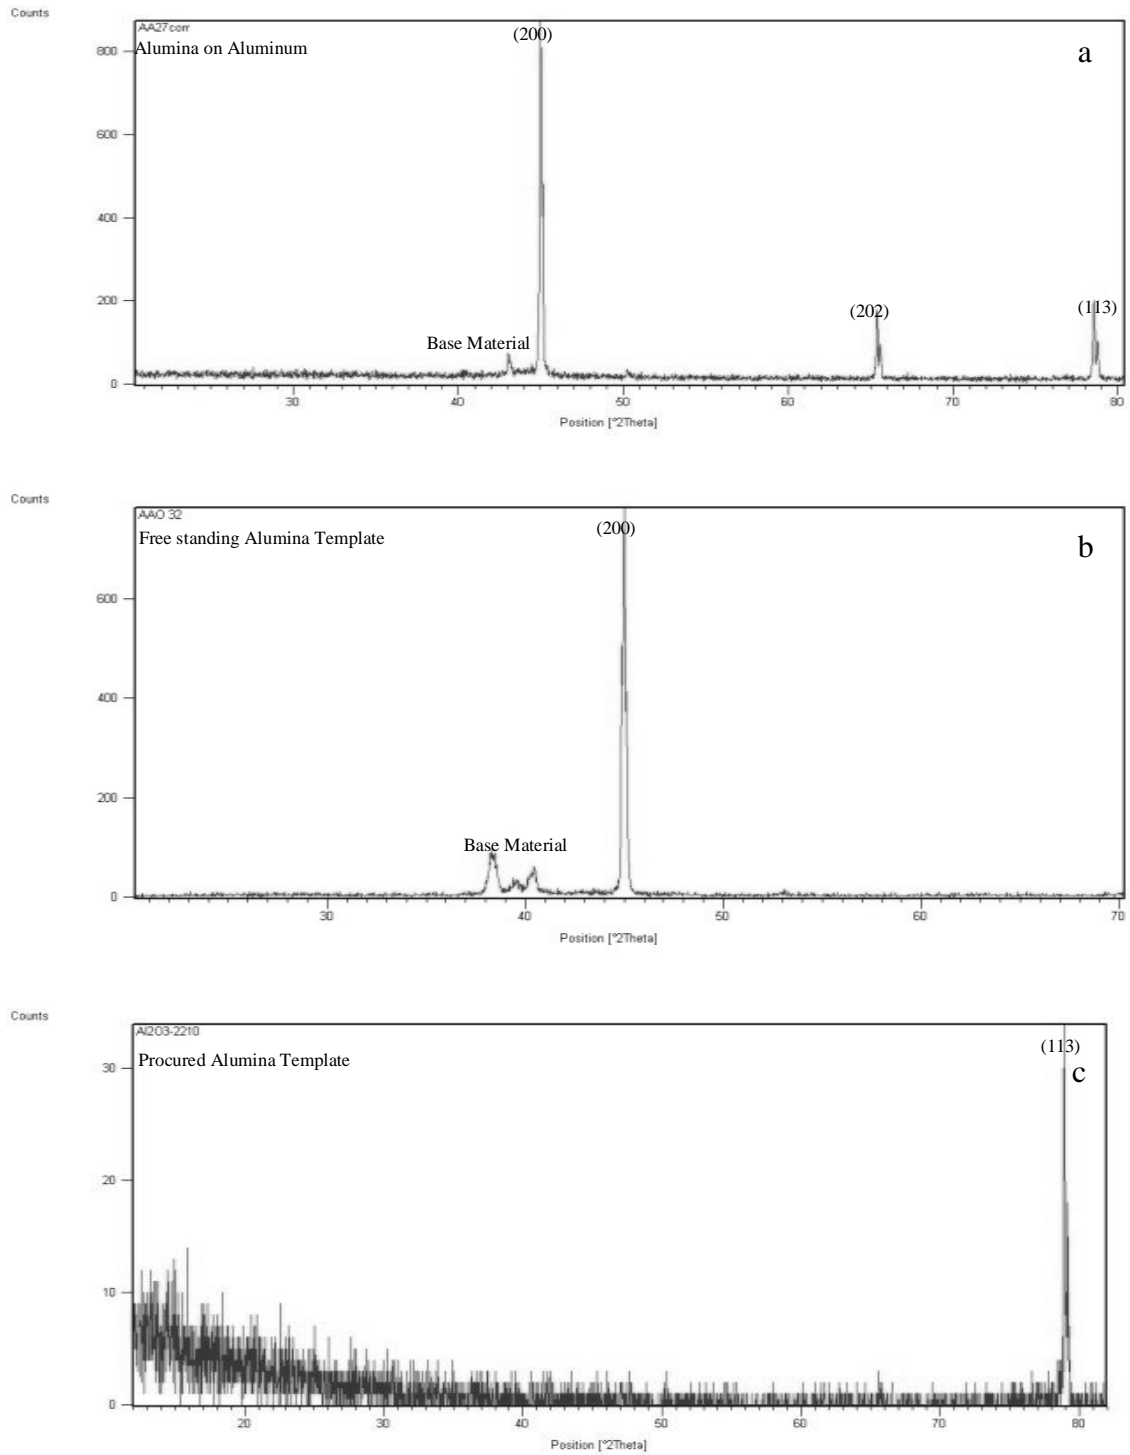 Counts
AA27corr
Alumina on Aluminum
(200)
a
800
600
400
200
0
Base Material
(202)
(113)
30 40 50 60 70 80
Position [°2Theta]
Counts
AAO 32
Free standing Alumina Template
(200)
b
600
400
200
0
Base Material
30 40 50 60 70
Position [°2Theta]
Counts
Al2O3-2210
Procured Alumina Template
(113)
c
30
20
10
0
20 30 40 50 60 70 80
Position [°2Theta]